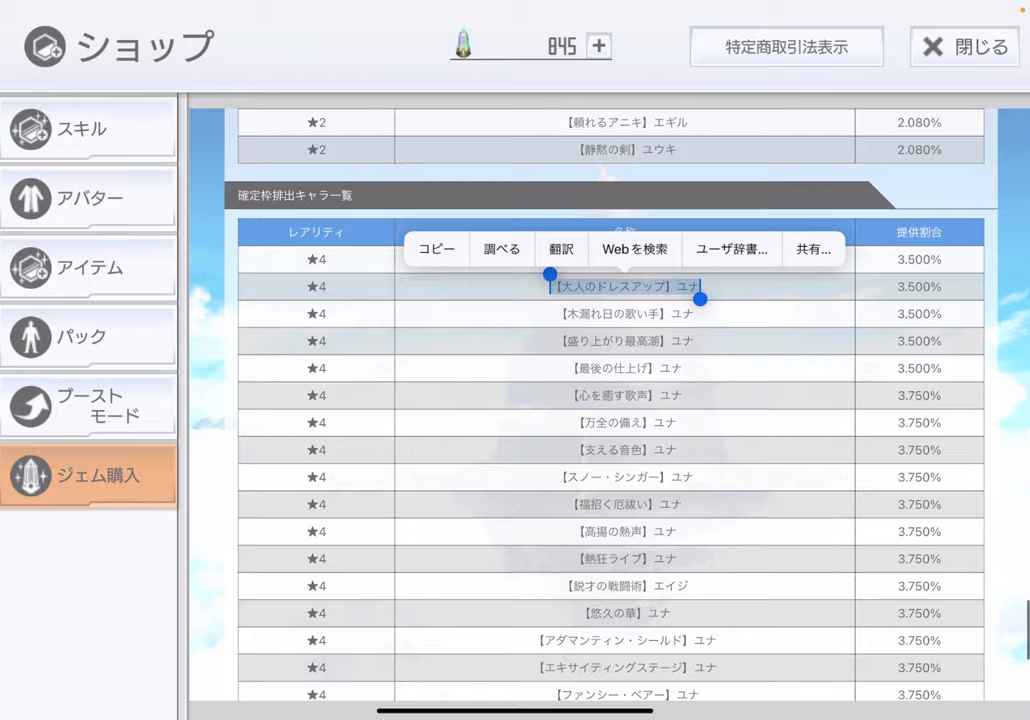 ショップ
845
特定商取引法表示
閉じる
スキル
アバター
アイテム
パック
ブースト
モード
ジェム購入
★2 【頼れるアニキ】エギル 2.080%
★2 【静黙の剣】ユウキ 2.080%
確定枠排出キャラ一覧
レアリティ 名称 提供割合
コピー 調べる 翻訳 Webを検索 ユーザ辞書... 共有...
★4 3.500%
★4 【大人のドレスアップ】ユナ 3.500%
★4 【木漏れ日の歌い手】ユナ 3.500%
★4 【盛り上がり最高潮】ユナ 3.500%
★4 【最後の仕上げ】ユナ 3.500%
★4 【心を癒す歌声】ユナ 3.750%
★4 【万全の備え】ユナ 3.750%
★4 【支える音色】ユナ 3.750%
★4 【スノー・シンガー】ユナ 3.750%
★4 【福招く厄祓い】ユナ 3.750%
★4 【高揚の熱声】ユナ 3.750%
★4 【熱狂ライブ】ユナ 3.750%
★4 【鋭才の戦闘術】エイジ 3.750%
★4 【悠久の華】ユナ 3.750%
★4 【アダマンティン・シールド】ユナ 3.750%
★4 【エキサイティングステージ】ユナ 3.750%
★4 【ファンシー・ベアー】ユナ 3.750%